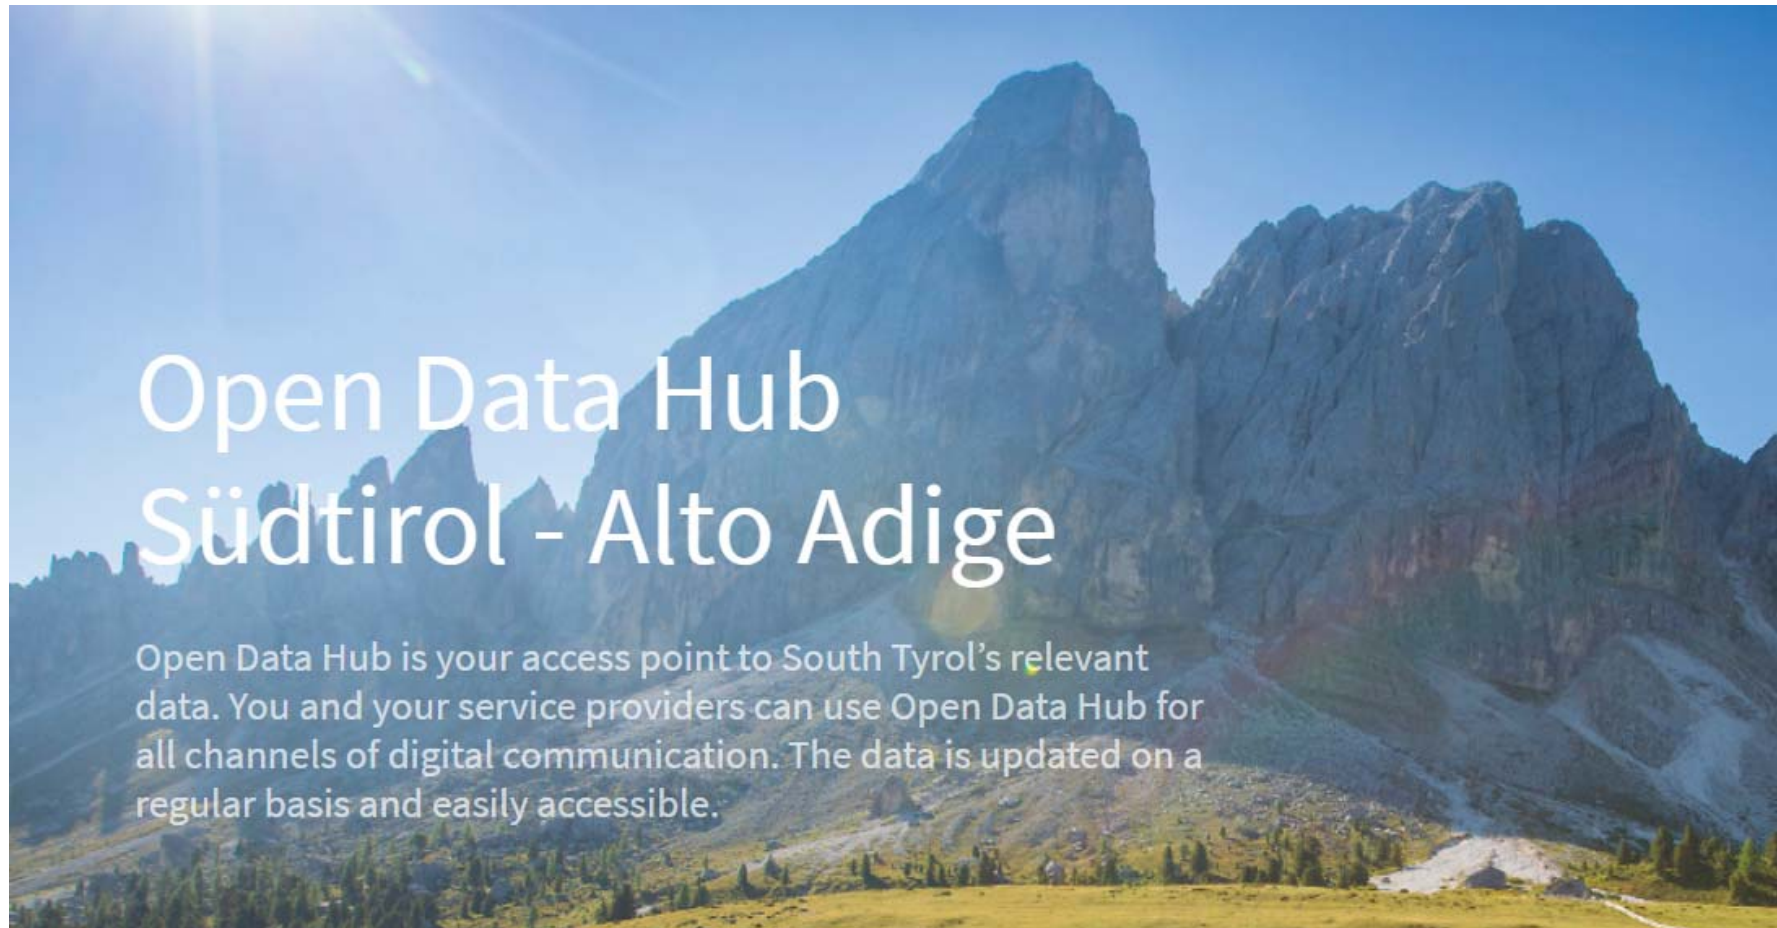 Open Data Hub
Südtirol - Alto Adige
Open Data Hub is your access point to South Tyrol’s relevant
data. You and your service providers can use Open Data Hub for
all channels of digital communication. The data is updated on a
regular basis and easily accessible.